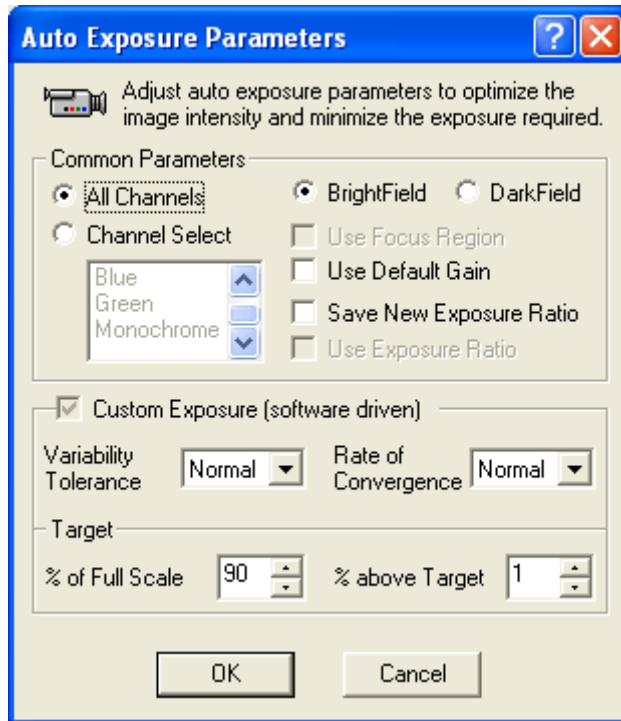 Auto Exposure Parameters
Adjust auto exposure parameters to optimize the
image intensity and minimize the exposure required.
Common Parameters
All Channels
BrightField
DarkField
Channel Select
Use Focus Region
Blue
Green
Monochrome
Use Default Gain
Save New Exposure Ratio
Use Exposure Ratio
Custom Exposure (software driven)
Variability
Tolerance
Normal
Rate of
Convergence
Normal
Target
% of Full Scale
90
% above Target
1
OK
Cancel